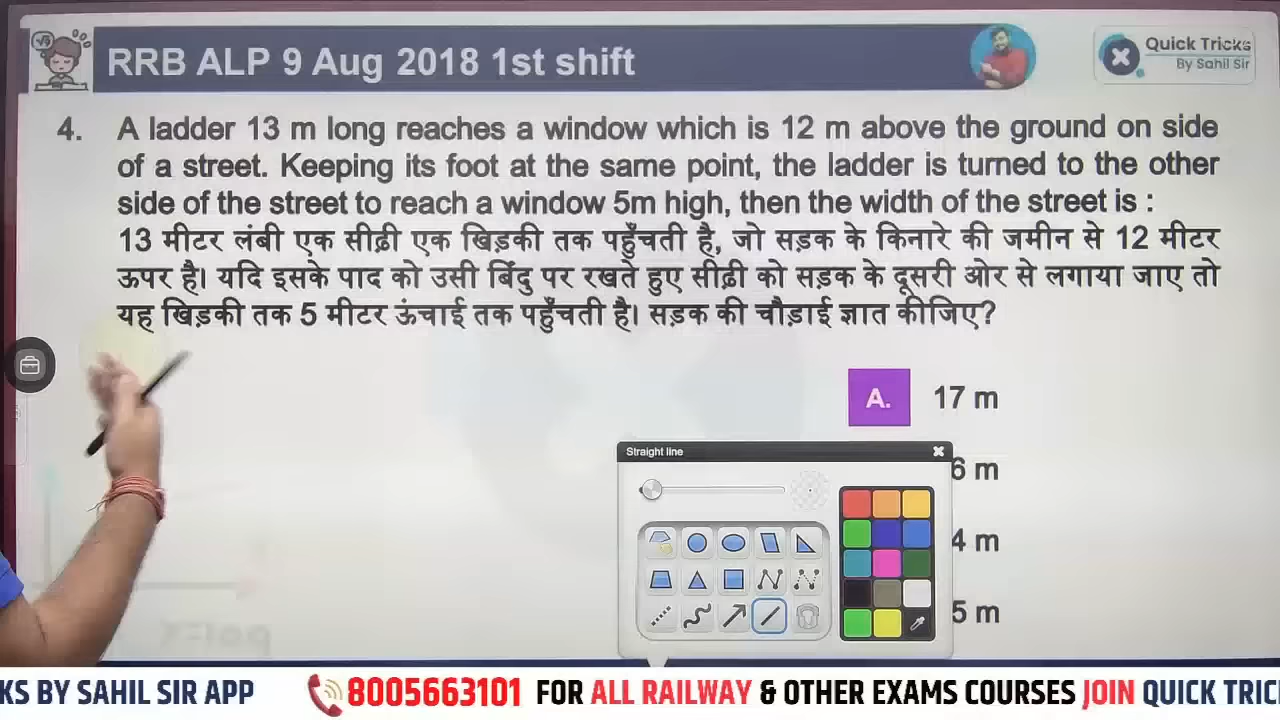 RRB ALP 9 Aug 2018 1st shift
Quick Tricks
By Sahil Sir
4. A ladder 13 m long reaches a window which is 12 m above the ground on side
of a street. Keeping its foot at the same point, the ladder is turned to the other
side of the street to reach a window 5m high, then the width of the street is :
13 मीटर लंबी एक सीढ़ी एक खिड़की तक पहुँचती है, जो सड़क के किनारे की जमीन से 12 मीटर
ऊपर है। यदि इसके पाद को उसी बिंदु पर रखते हुए सीढ़ी को सड़क के दूसरी ओर से लगाया जाए तो
यह खिड़की तक 5 मीटर ऊंचाई तक पहुँचती है। सड़क की चौड़ाई ज्ञात कीजिए?
A. 17 m
Straight line
6 m
4 m
5 m
KS BY SAHIL SIR APP 8005663101 FOR ALL RAILWAY & OTHER EXAMS COURSES JOIN QUICK TRIC